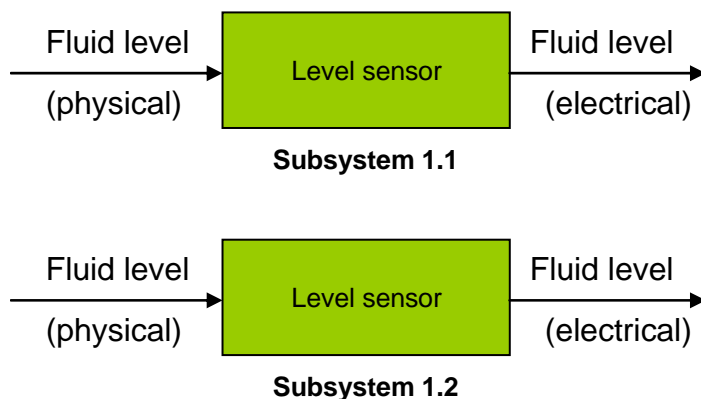 Fluid level
(physical)
Level sensor
Fluid level
(electrical)
Subsystem 1.1
Fluid level
(physical)
Level sensor
Fluid level
(electrical)
Subsystem 1.2